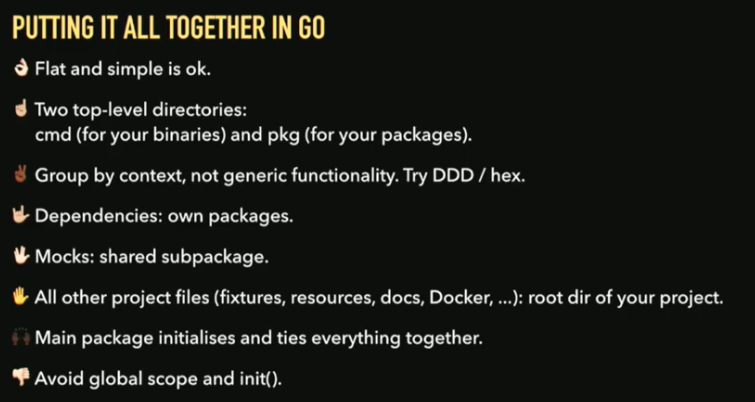 PUTTING IT ALL TOGETHER IN GO
👌🏻 Flat and simple is ok.
☝🏼 Two top-level directories:
cmd (for your binaries) and pkg (for your packages).
✌🏾 Group by context, not generic functionality. Try DDD / hex.
🤟🏼 Dependencies: own packages.
🖖🏻 Mocks: shared subpackage.
🖐 All other project files (fixtures, resources, docs, Docker, ...): root dir of your project.
🙌🏿 Main package initialises and ties everything together.
👎🏻 Avoid global scope and init().